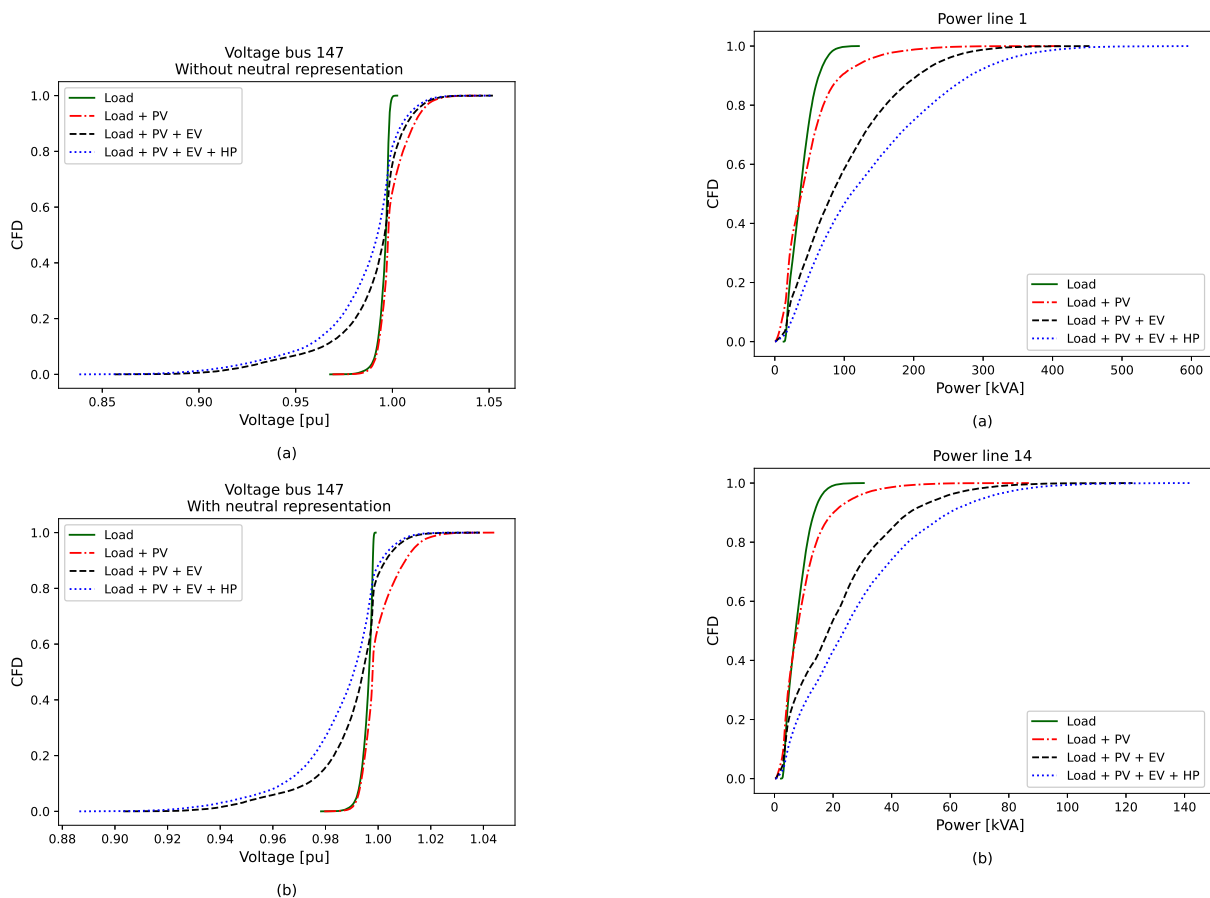 Voltage bus 147
Without neutral representation
1.0
0.8
0.6
0.4
0.2
0.0
CFD
Load
Load + PV
Load + PV + EV
Load + PV + EV + HP
0.85 0.90 0.95 1.00 1.05
Voltage [pu]
(a)
Voltage bus 147
With neutral representation
1.0
0.8
0.6
0.4
0.2
0.0
CFD
Load
Load + PV
Load + PV + EV
Load + PV + EV + HP
0.88 0.90 0.92 0.94 0.96 0.98 1.00 1.02 1.04
Voltage [pu]
(b)
Power line 1
1.0
0.8
0.6
0.4
0.2
0.0
CFD
Load
Load + PV
Load + PV + EV
Load + PV + EV + HP
0 100 200 300 400 500 600
Power [kVA]
(a)
Power line 14
1.0
0.8
0.6
0.4
0.2
0.0
CFD
Load
Load + PV
Load + PV + EV
Load + PV + EV + HP
0 20 40 60 80 100 120 140
Power [kVA]
(b)